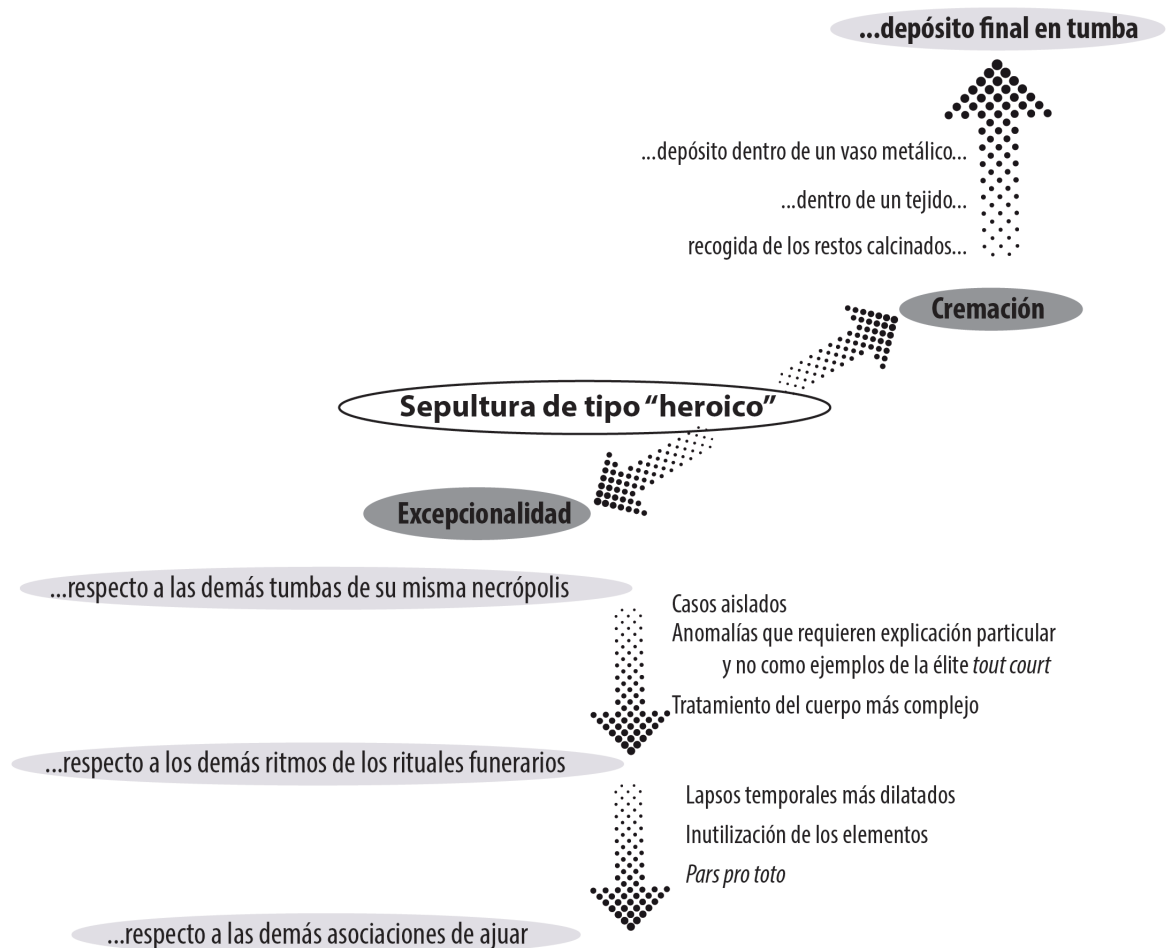 ...depósito final en tumba
...depósito dentro de un vaso metálico...
...dentro de un tejido...
recogida de los restos calcinados...
Cremación
Sepultura de tipo “heroico”
Excepcionalidad
...respecto a las demás tumbas de su misma necrópolis
Casos aislados
Anomalías que requieren explicación particular
y no como ejemplos de la élite tout court
Tratamiento del cuerpo más complejo
...respecto a los demás ritmos de los rituales funerarios
Lapsos temporales más dilatados
Inutilización de los elementos
Pars pro toto
...respecto a las demás asociaciones de ajuar